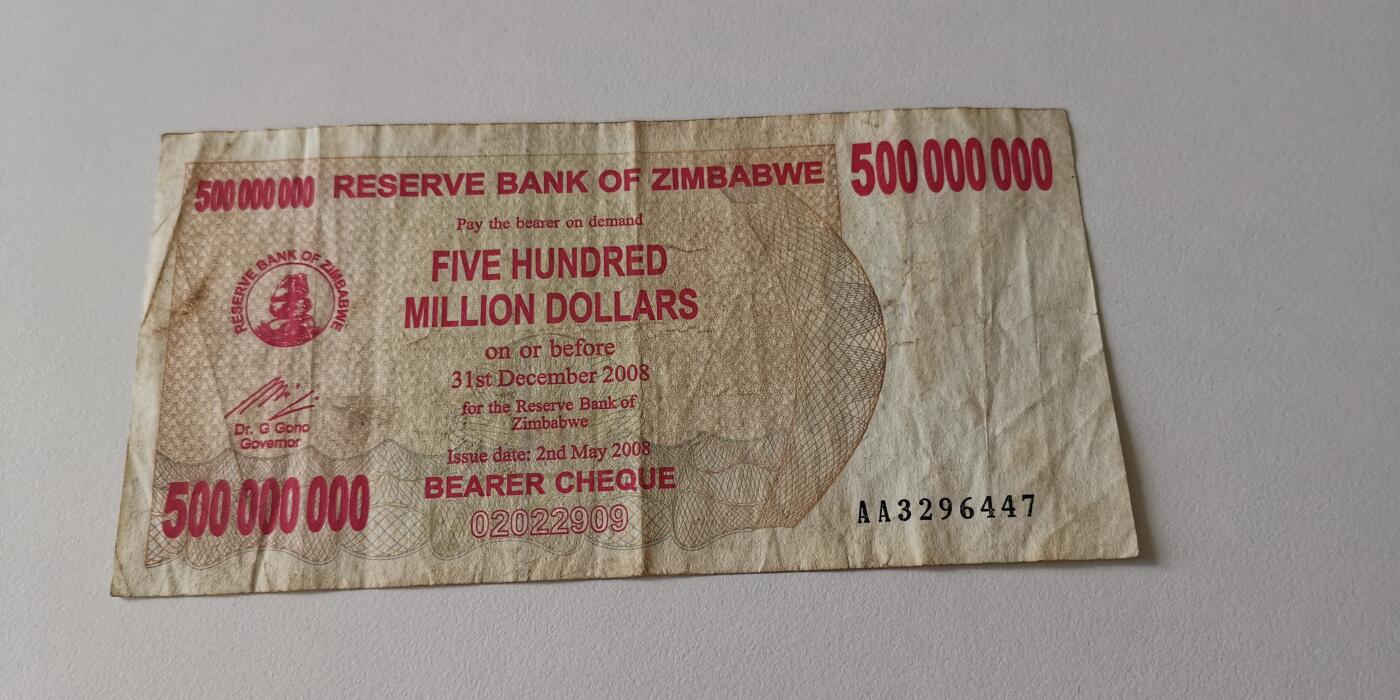 500 000 000 RESERVE BANK OF ZIMBABWE 500 000 000
Pay the bearer on demand
FIVE HUNDRED
MILLION DOLLARS
RESERVE BANK OF ZIMBABWE
on or before
31st December 2008
for the Reserve Bank of
Zimbabwe
Dr. G Gono
Governor
Issue date: 2nd May 2008
500 000 000 BEARER CHEQUE
02022909
AA3296447